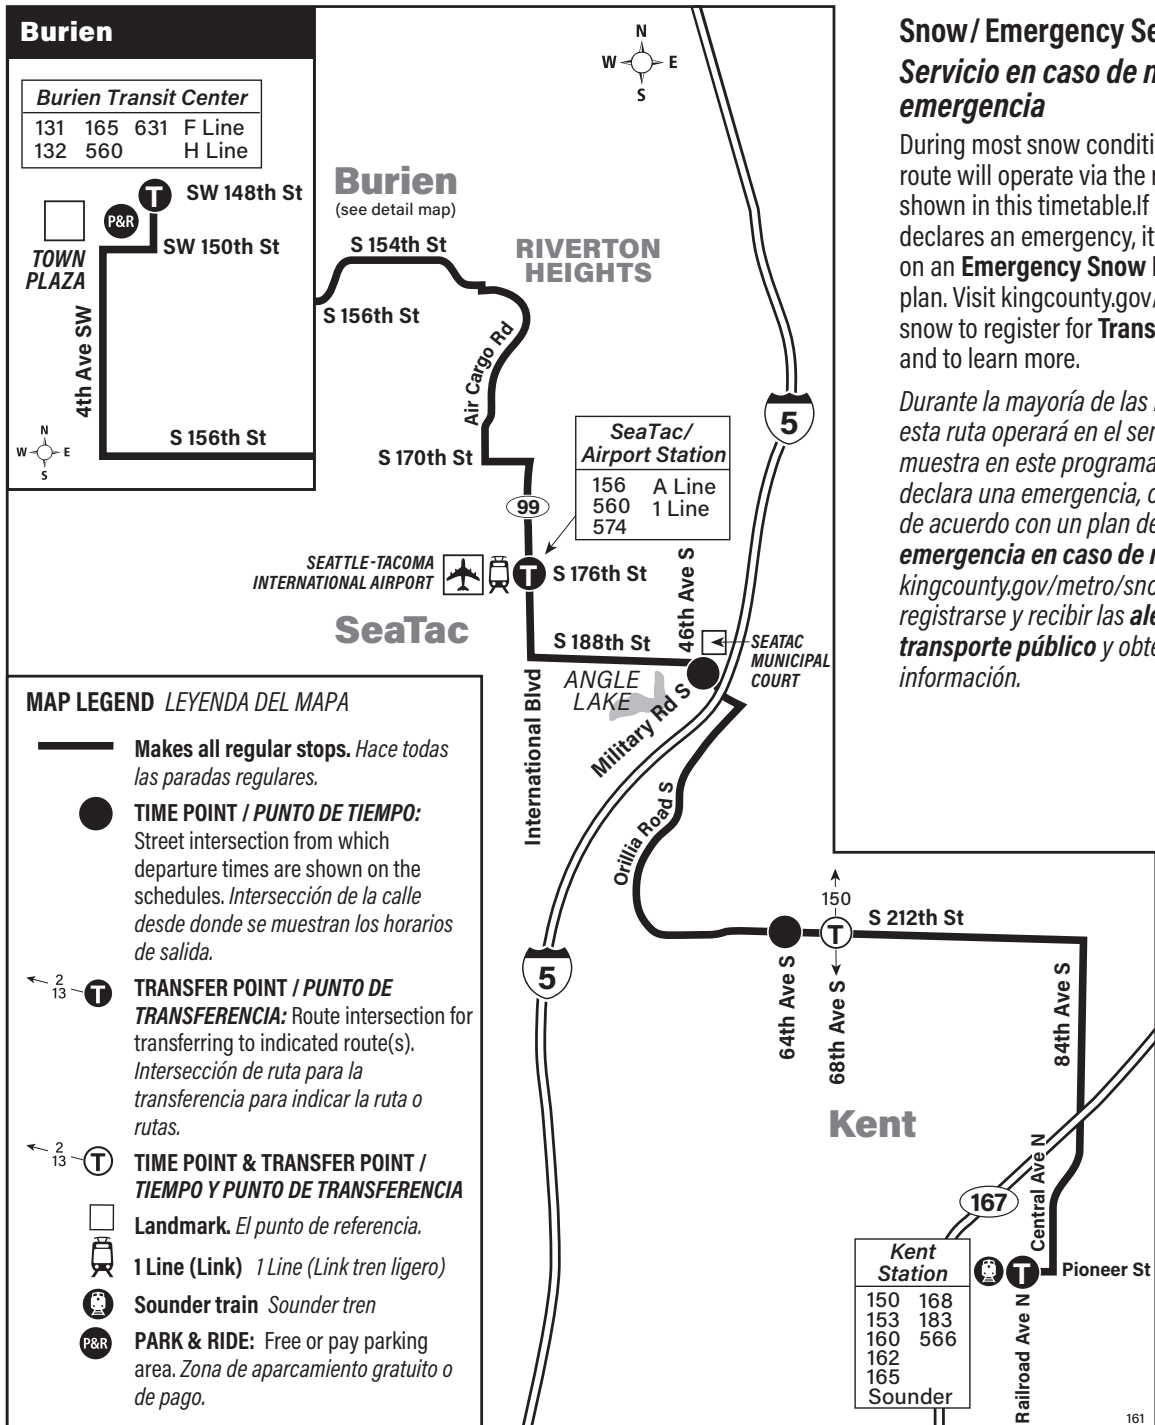 Burien
Burien Transit Center
131 165 631 F Line
132 560 H Line
T
SW 148th St
P&R
TOWN
PLAZA
SW 150th St
4th Ave SW
N
W E
S
S 156th St
N
W E
S
Burien
(see detail map)
S 154th St
RIVERTON
HEIGHTS
S 156th St
Air Cargo Rd
5
SeaTac/
Airport Station
156 A Line
560 1 Line
574
S 170th St
99
SEATTLE-TACOMA
INTERNATIONAL AIRPORT
T
S 176th St
46th Ave S
SeaTac
S 188th St
SEATAC
MUNICIPAL
COURT
ANGLE
LAKE
International Blvd
Military Rd S
Orillia Road S
150
T
S 212th St
5
64th Ave S
68th Ave S
84th Ave S
Kent
Central Ave N
167
Kent
Station
150 168
153 183
160 566
162
165
Sounder
T
Pioneer St
Railroad Ave N
161
MAP LEGEND LEYENDA DEL MAPA
Makes all regular stops. Hace todas
las paradas regulares.
TIME POINT / PUNTO DE TIEMPO:
Street intersection from which
departure times are shown on the
schedules. Intersección de la calle
desde donde se muestran los horarios
de salida.
2
13
T
TRANSFER POINT / PUNTO DE
TRANSFERENCIA: Route intersection for
transferring to indicated route(s).
Intersección de ruta para la
transferencia para indicar la ruta o
rutas.
2
13
T
TIME POINT & TRANSFER POINT /
TIEMPO Y PUNTO DE TRANSFERENCIA
Landmark. El punto de referencia.
1 Line (Link) 1 Line (Link tren ligero)
Sounder train Sounder tren
P&R
PARK & RIDE: Free or pay parking
area. Zona de aparcamiento gratuito o
de pago.
Snow/ Emergency Se
Servicio en caso de n
emergencia
During most snow conditi
route will operate via the r
shown in this timetable.If
declares an emergency, it
on an Emergency Snow
plan. Visit kingcounty.gov/
snow to register for Trans
and to learn more.
Durante la mayoría de las
esta ruta operará en el ser
muestra en este programa
declara una emergencia, o
de acuerdo con un plan de
emergencia en caso de n
kingcounty.gov/metro/sno
registrarse y recibir las ale
transporte público y obte
información.